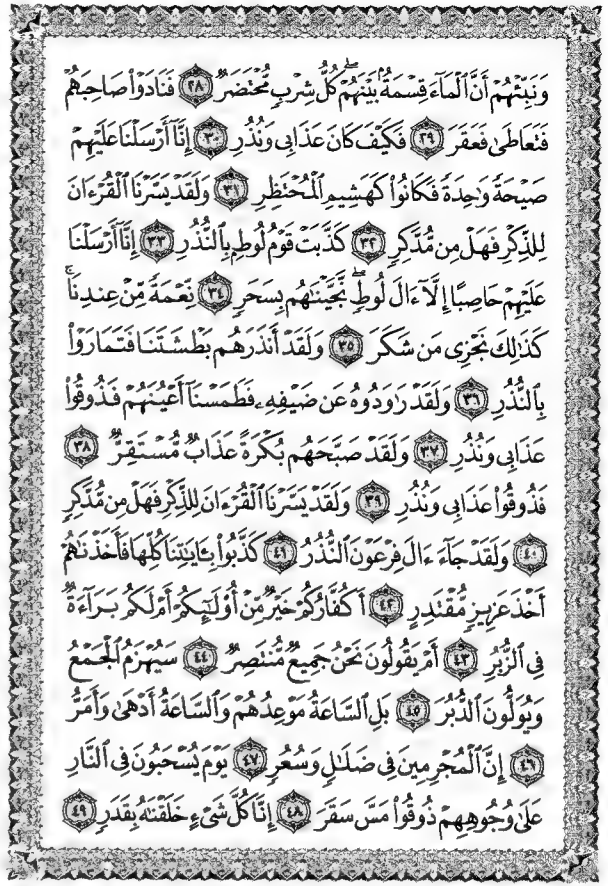 وَنَبِّئْهُمْ أَنَّ ٱلْمَآءَ قِسْمَةٌۢ بَيْنَهُمْ ۖ كُلُّ شِرْبٍ مُّحْتَضَرٌ ٢٨ فَنَادَوْا۟ صَاحِبَهُمْ
فَتَعَاطَىٰ فَعَقَرَ ٢٩ فَكَيْفَ كَانَ عَذَابِى وَنُذُرِ ٣٠ إِنَّآ أَرْسَلْنَا عَلَيْهِمْ
صَيْحَةً وَٰحِدَةً فَكَانُوا۟ كَهَشِيمِ ٱلْمُحْتَظِرِ ٣١ وَلَقَدْ يَسَّرْنَا ٱلْقُرْءَانَ
لِلذِّكْرِ فَهَلْ مِن مُّدَّكِرٍ ٣٢ كَذَّبَتْ قَوْمُ لُوطٍۭ بِٱلنُّذُرِ ٣٣ إِنَّآ أَرْسَلْنَا
عَلَيْهِمْ حَاصِبًا إِلَّآ ءَالَ لُوطٍ ۖ نَّجَّيْنَٰهُم بِسَحَرٍ ٣٤ نِّعْمَةً مِّنْ عِندِنَا ۚ
كَذَٰلِكَ نَجْزِى مَن شَكَرَ ٣٥ وَلَقَدْ أَنذَرَهُم بَطْشَتَنَا فَتَمَارَوْا۟
بِٱلنُّذُرِ ٣٦ وَلَقَدْ رَٰوَدُوهُ عَن ضَيْفِهِۦ فَطَمَسْنَآ أَعْيُنَهُمْ فَذُوقُوا۟
عَذَابِى وَنُذُرِ ٣٧ وَلَقَدْ صَبَّحَهُم بُكْرَةً عَذَابٌ مُّسْتَقِرٌّ ٣٨
فَذُوقُوا۟ عَذَابِى وَنُذُرِ ٣٩ وَلَقَدْ يَسَّرْنَا ٱلْقُرْءَانَ لِلذِّكْرِ فَهَلْ مِن مُّدَّكِرٍ
٤٠ وَلَقَدْ جَآءَ ءَالَ فِرْعَوْنَ ٱلنُّذُرُ ٤١ كَذَّبُوا۟ بِـَٔايَٰتِنَا كُلِّهَا فَأَخَذْنَٰهُمْ
أَخْذَ عَزِيزٍ مُّقْتَدِرٍ ٤٢ أَكُفَّارُكُمْ خَيْرٌ مِّنْ أُو۟لَٰٓئِكُمْ أَمْ لَكُم بَرَآءَةٌ
فِى ٱلزُّبُرِ ٤٣ أَمْ يَقُولُونَ نَحْنُ جَمِيعٌ مُّنتَصِرٌ ٤٤ سَيُهْزَمُ ٱلْجَمْعُ
وَيُوَلُّونَ ٱلدُّبُرَ ٤٥ بَلِ ٱلسَّاعَةُ مَوْعِدُهُمْ وَٱلسَّاعَةُ أَدْهَىٰ وَأَمَرُّ
٤٦ إِنَّ ٱلْمُجْرِمِينَ فِى ضَلَٰلٍ وَسُعُرٍ ٤٧ يَوْمَ يُسْحَبُونَ فِى ٱلنَّارِ
عَلَىٰ وُجُوهِهِمْ ذُوقُوا۟ مَسَّ سَقَرَ ٤٨ إِنَّا كُلَّ شَىْءٍ خَلَقْنَٰهُ بِقَدَرٍ ٤٩